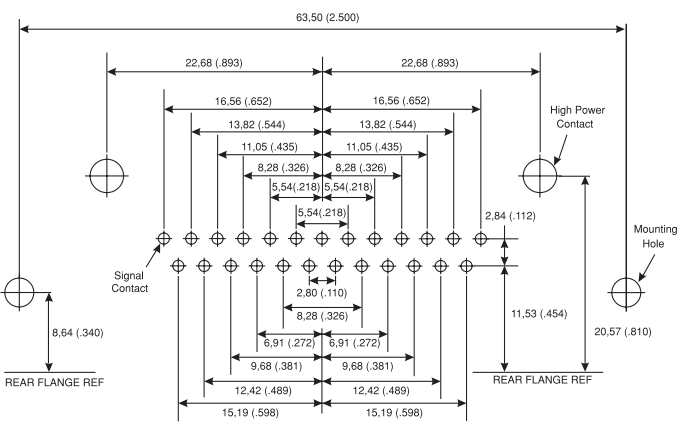 63,50 (2.500)
22,68 (.893) 22,68 (.893)
16,56 (.652) 16,56 (.652)
High Power
Contact
13,82 (.544) 13,82 (.544)
11,05 (.435) 11,05 (.435)
8,28 (.326) 8,28 (.326)
5,54(.218) 5,54(.218)
5,54(.218)
2,84 (.112)
Mounting
Hole
Signal
Contact
2,80 (.110)
8,28 (.326)
11,53 (.454)
8,64 (.340)
20,57 (.810)
6,91 (.272) 6,91 (.272)
9,68 (.381) 9,68 (.381)
REAR FLANGE REF
REAR FLANGE REF
12,42 (.489) 12,42 (.489)
15,19 (.598) 15,19 (.598)